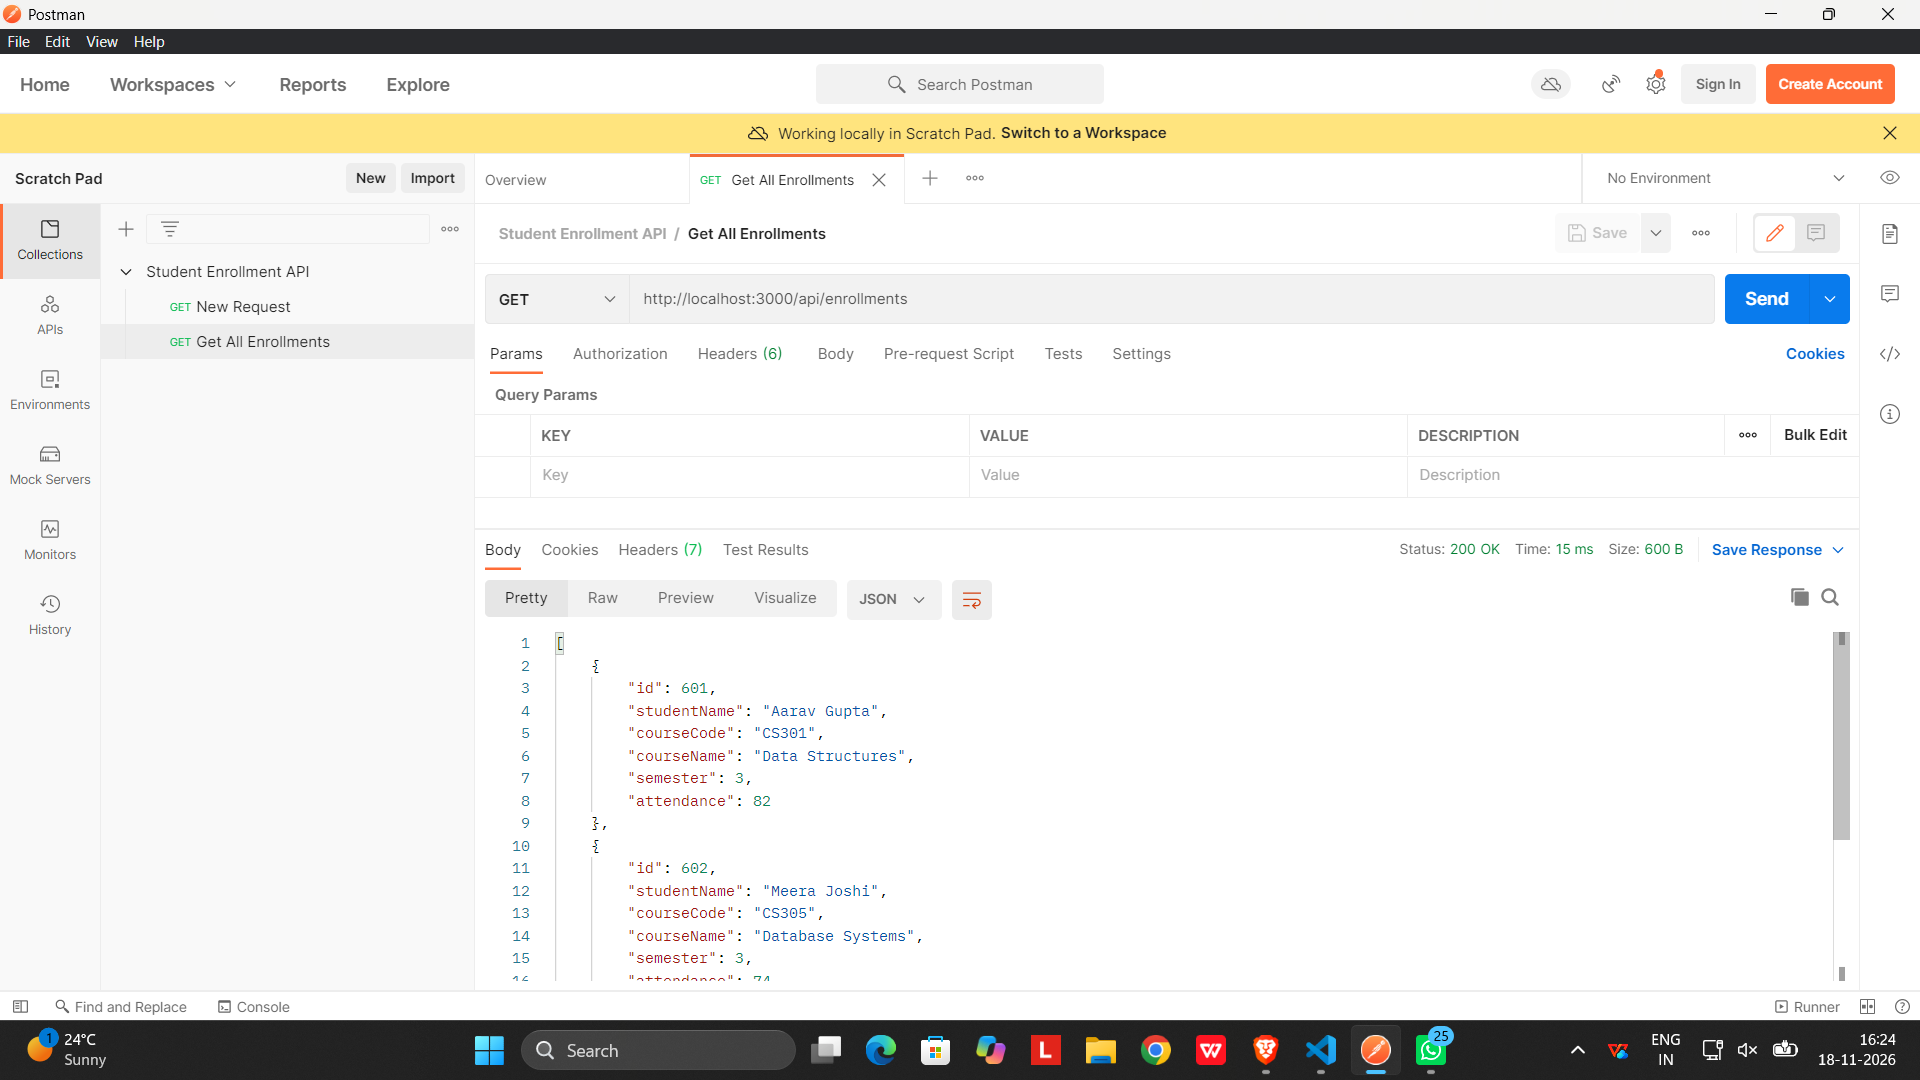 Postman
File Edit View Help
Home Workspaces Reports Explore Search Postman Sign In Create Account
Working locally in Scratch Pad. Switch to a Workspace
Scratch Pad New Import Overview GET Get All Enrollments No Environment
Collections
Student Enrollment API / Get All Enrollments Save
Student Enrollment API
GET New Request
GET Get All Enrollments
APIs
Environments
Mock Servers
Monitors
History
GET http://localhost:3000/api/enrollments Send
Params Authorization Headers (6) Body Pre-request Script Tests Settings Cookies
Query Params
KEY VALUE DESCRIPTION Bulk Edit
Key Value Description
Body Cookies Headers (7) Test Results Status: 200 OK Time: 15 ms Size: 600 B Save Response
Pretty Raw Preview Visualize JSON
1 [
2 {
3 "id": 601,
4 "studentName": "Aarav Gupta",
5 "courseCode": "CS301",
6 "courseName": "Data Structures",
7 "semester": 3,
8 "attendance": 82
9 },
10 {
11 "id": 602,
12 "studentName": "Meera Joshi",
13 "courseCode": "CS305",
14 "courseName": "Database Systems",
15 "semester": 3,
16 "attendance": 74
Find and Replace Console Runner
1 24°C Search 25 ENG 16:24
Sunny IN 18-11-2026